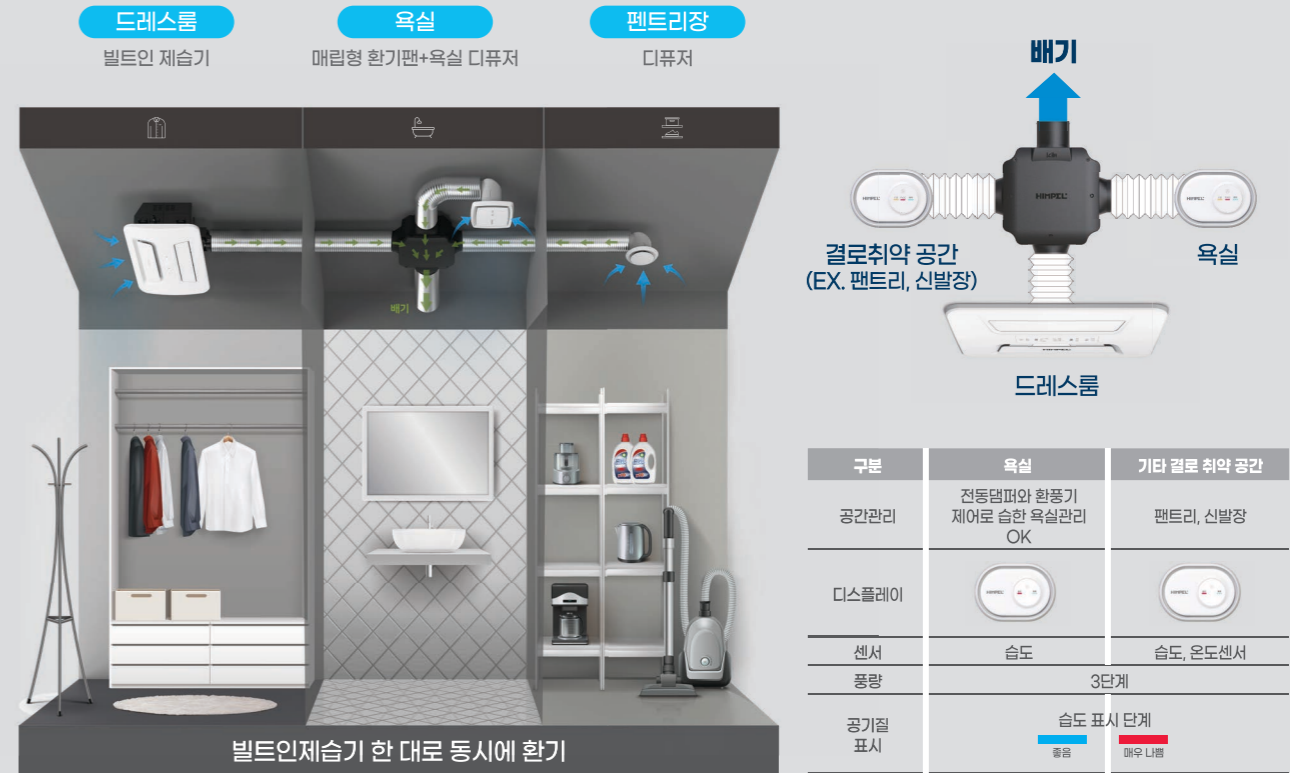 드레스룸
빌트인 제습기
욕실
매립형 환기팬+욕실 디퓨저
펜트리장
디퓨저
배기
빌트인제습기 한 대로 동시에 환기
배기
HIMPEL
HIMPEL
HIMPEL
결로취약 공간
(EX. 팬트리, 신발장)
욕실
HIMPEL
드레스룸
구분 욕실 기타 결로 취약 공간
공간관리
전동댐퍼와 환풍기
제어로 습한 욕실관리
OK
팬트리, 신발장
디스플레이
HIMPEL
HIMPEL
센서 습도 습도, 온도센서
풍량 3단계
공기질
표시
습도 표시 단계
좋음 매우 나쁨